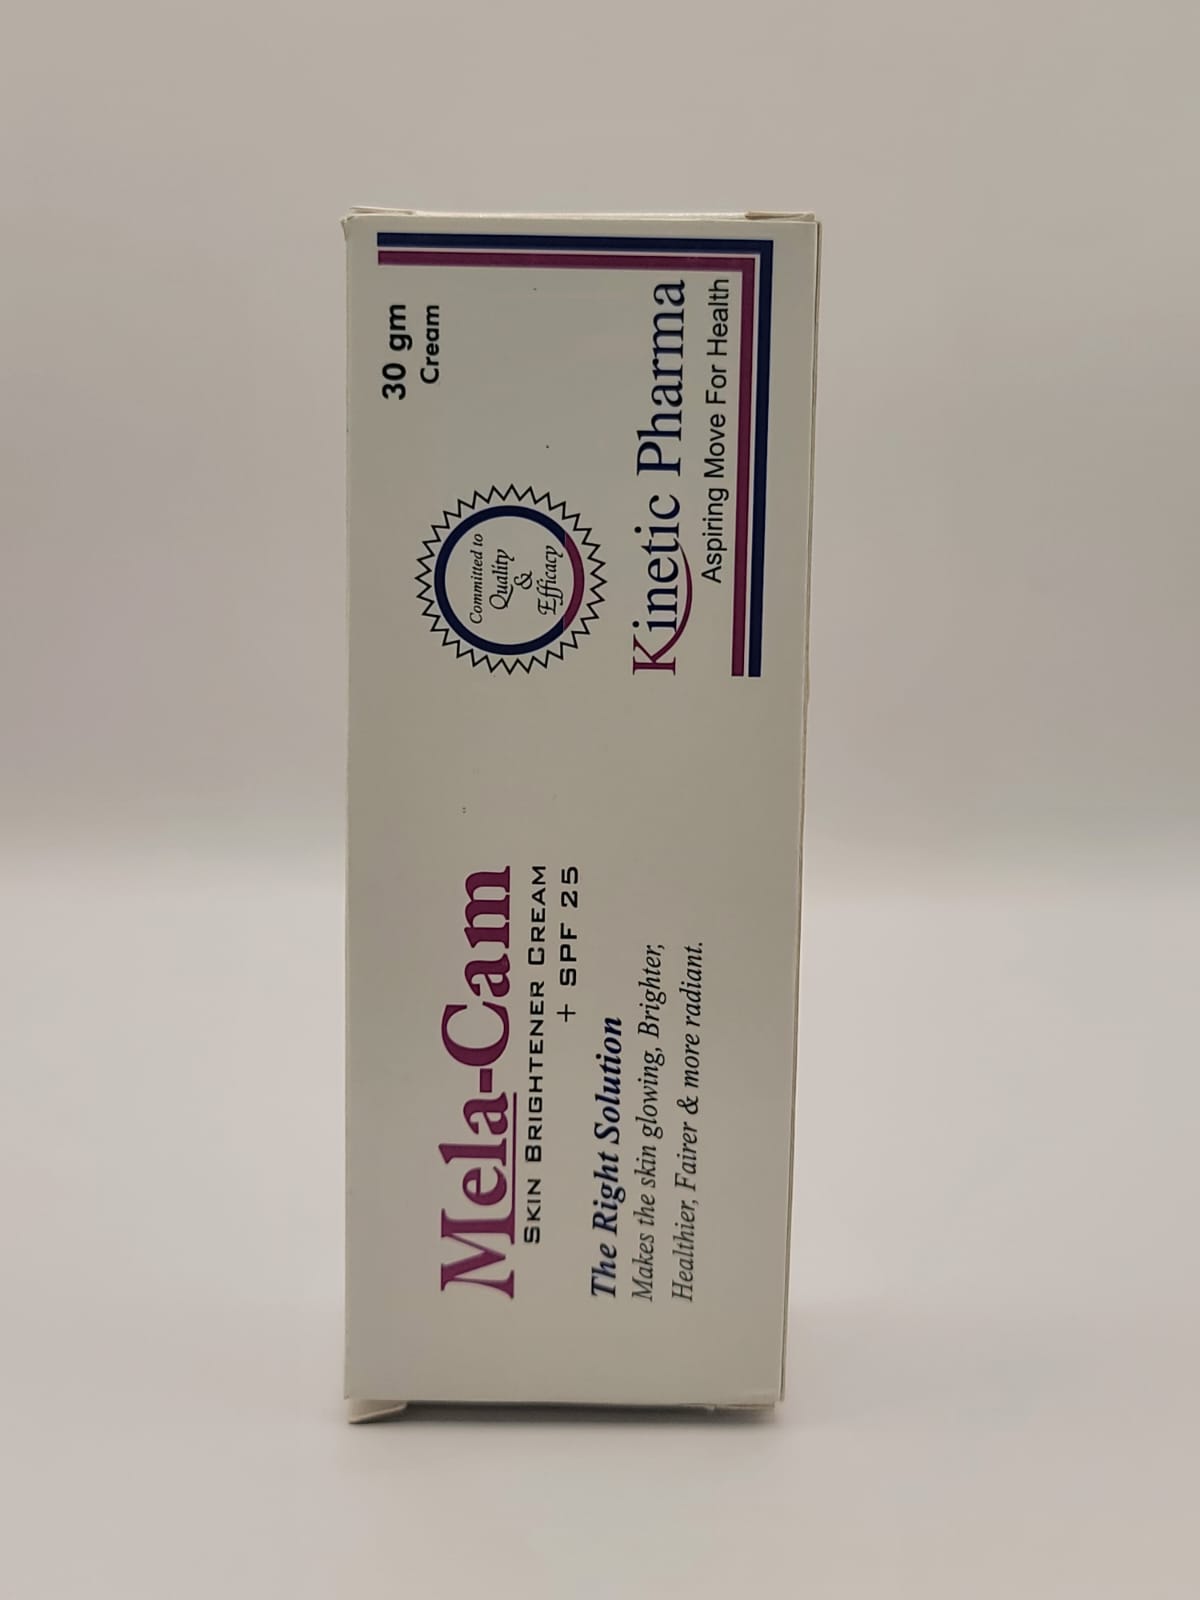 Mela-Cam
SKIN BRIGHTENER CREAM
+ SPF 25
The Right Solution
Makes the skin glowing, Brighter,
Healthier, Fairer & more radiant.
30 gm
Cream
Committed to
Quality
&
Efficacy
Kinetic Pharma
Aspiring Move For Health